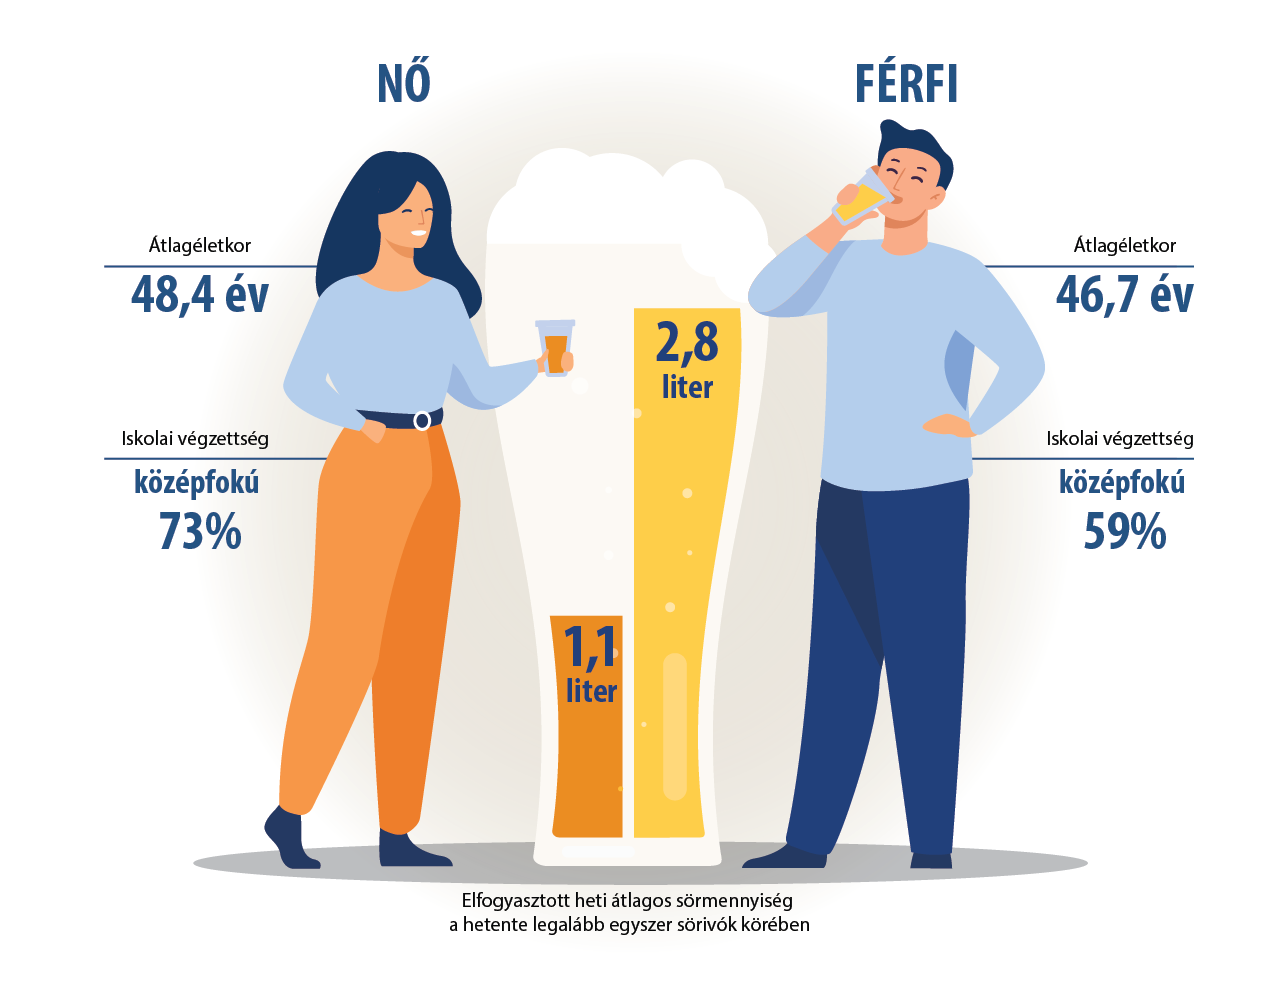 NŐ
FÉRFI
Átlagéletkor
48,4 év
Átlagéletkor
46,7 év
2,8
liter
Iskolai végzettség
középfokú
73%
Iskolai végzettség
középfokú
59%
1,1
liter
Elfogyasztott heti átlagos sörmennyiség
a hetente legalább egyszer sörivók körében